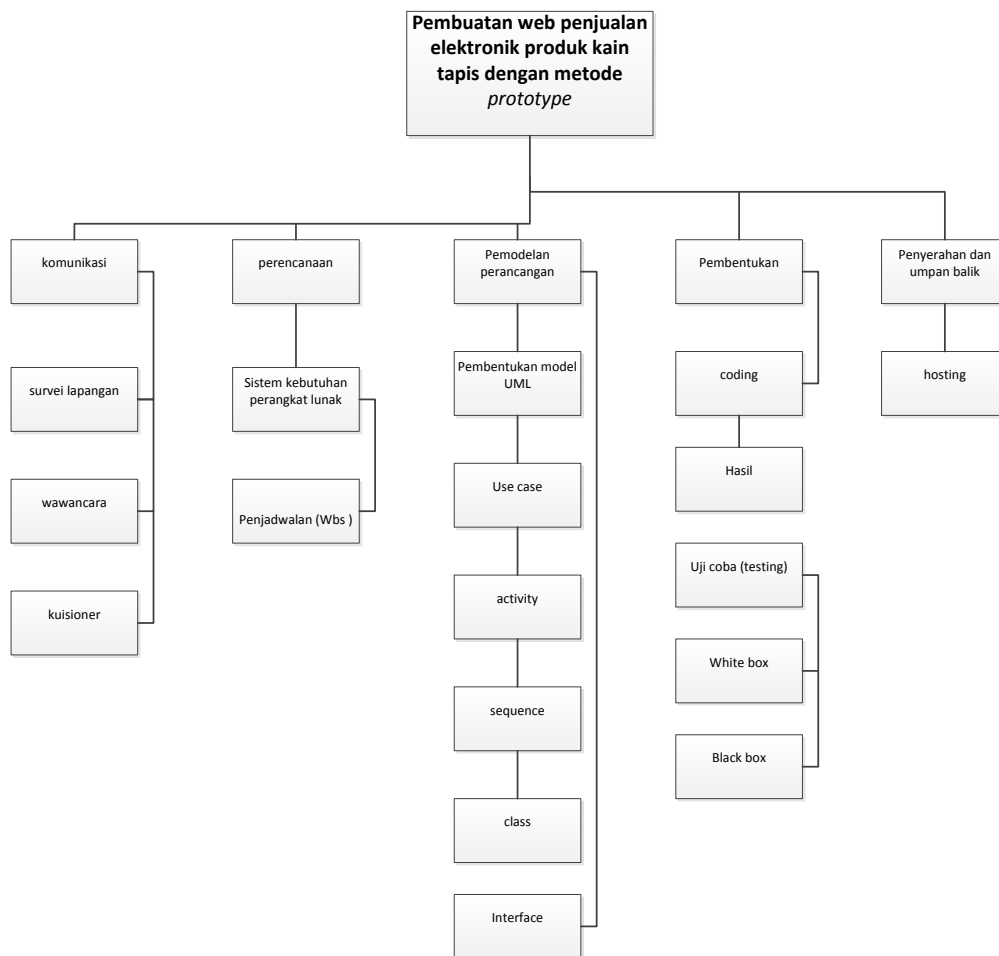 Pembuatan web penjualan
elektronik produk kain
tapis dengan metode
prototype
komunikasi
survei lapangan
wawancara
kuisioner
perencanaan
Sistem kebutuhan
perangkat lunak
Penjadwalan (Wbs )
Pemodelan
perancangan
Pembentukan model
UML
Use case
activity
sequence
class
Interface
Pembentukan
coding
Hasil
Uji coba (testing)
White box
Black box
Penyerahan dan
umpan balik
hosting